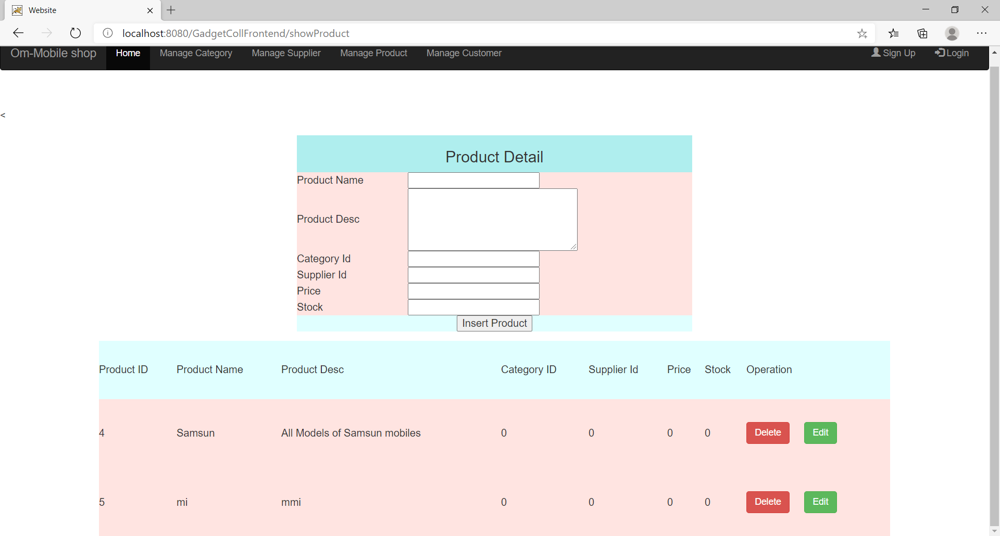 Website
localhost:8080/GadgetCollFrontend/showProduct
Om-Mobile shop Home Manage Category Manage Supplier Manage Product Manage Customer Sign Up Login
<
Product Detail
Product Name
Product Desc
Category Id
Supplier Id
Price
Stock
Insert Product
Product ID Product Name Product Desc Category ID Supplier Id Price Stock Operation
4 Samsun All Models of Samsun mobiles 0 0 0 0 Delete Edit
5 mi mmi 0 0 0 0 Delete Edit